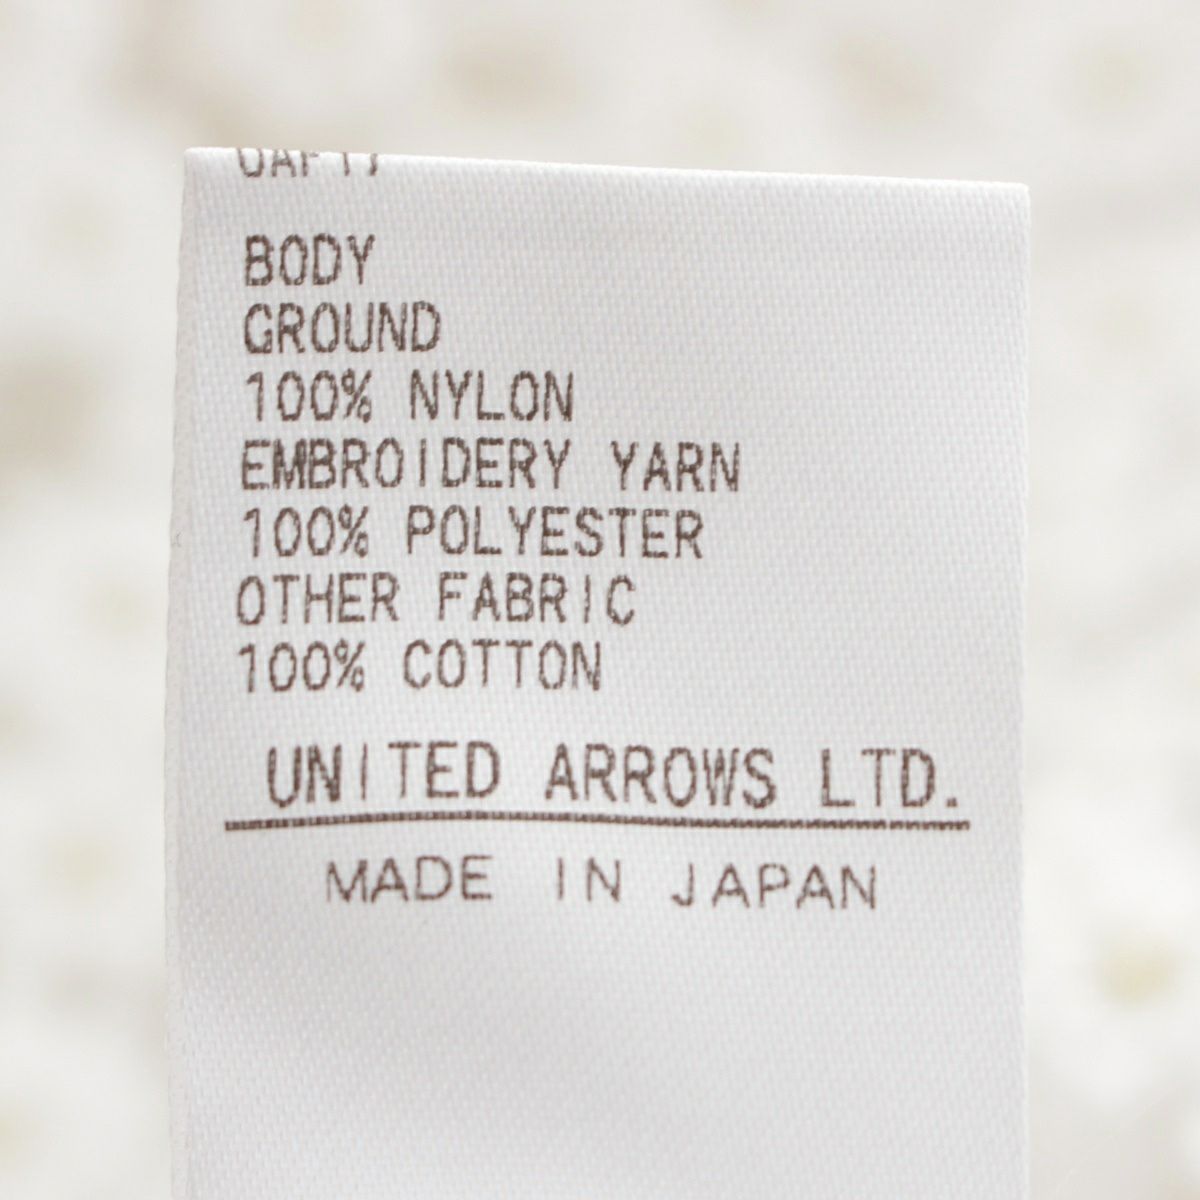 BODY
GROUND
100% NYLON
EMBROIDERY YARN
100% POLYESTER
OTHER FABRIC
100% COTTON
UNITED ARROWS LTD.
MADE IN JAPAN